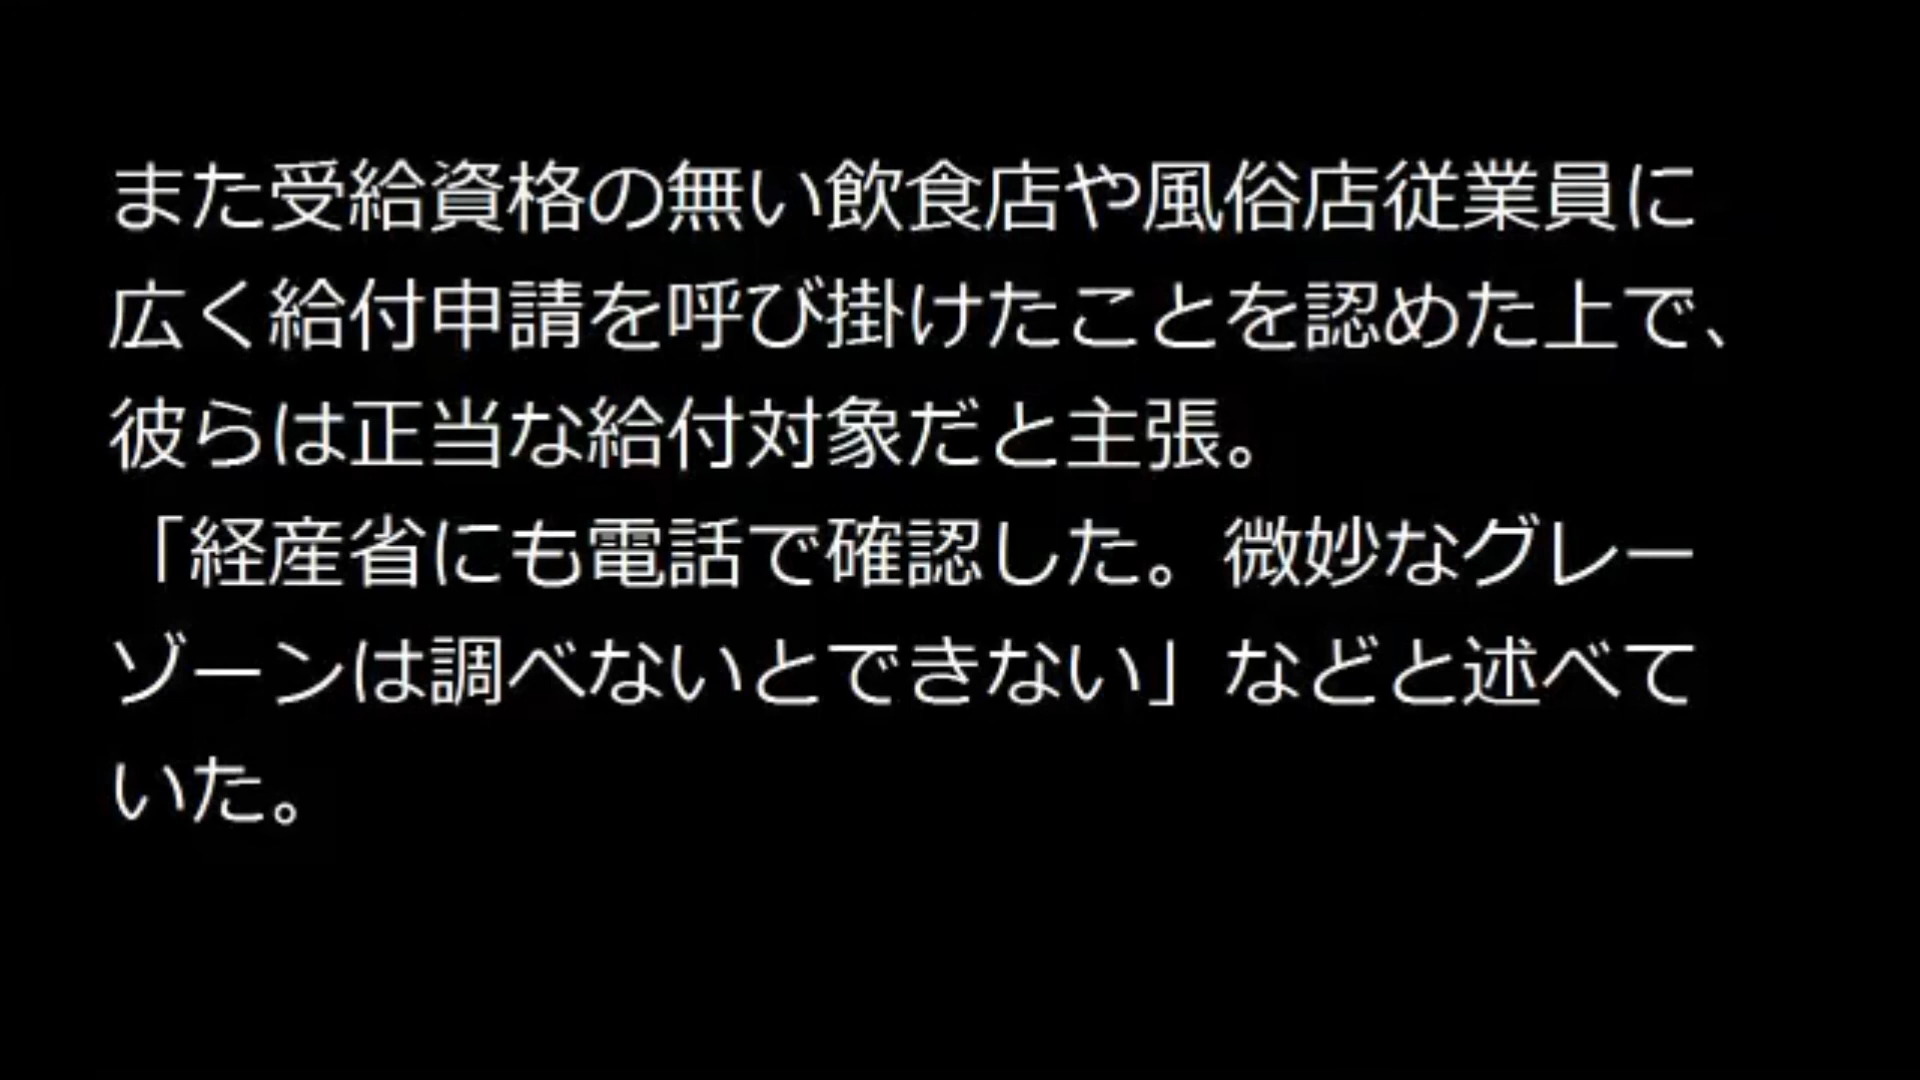 また受給資格の無い飲食店や風俗店従業員に
広く給付申請を呼び掛けたことを認めた上で、
彼らは正当な給付対象だと主張。
「経産省にも電話で確認した。微妙なグレー
ゾーンは調べないとできない」などと述べて
いた。